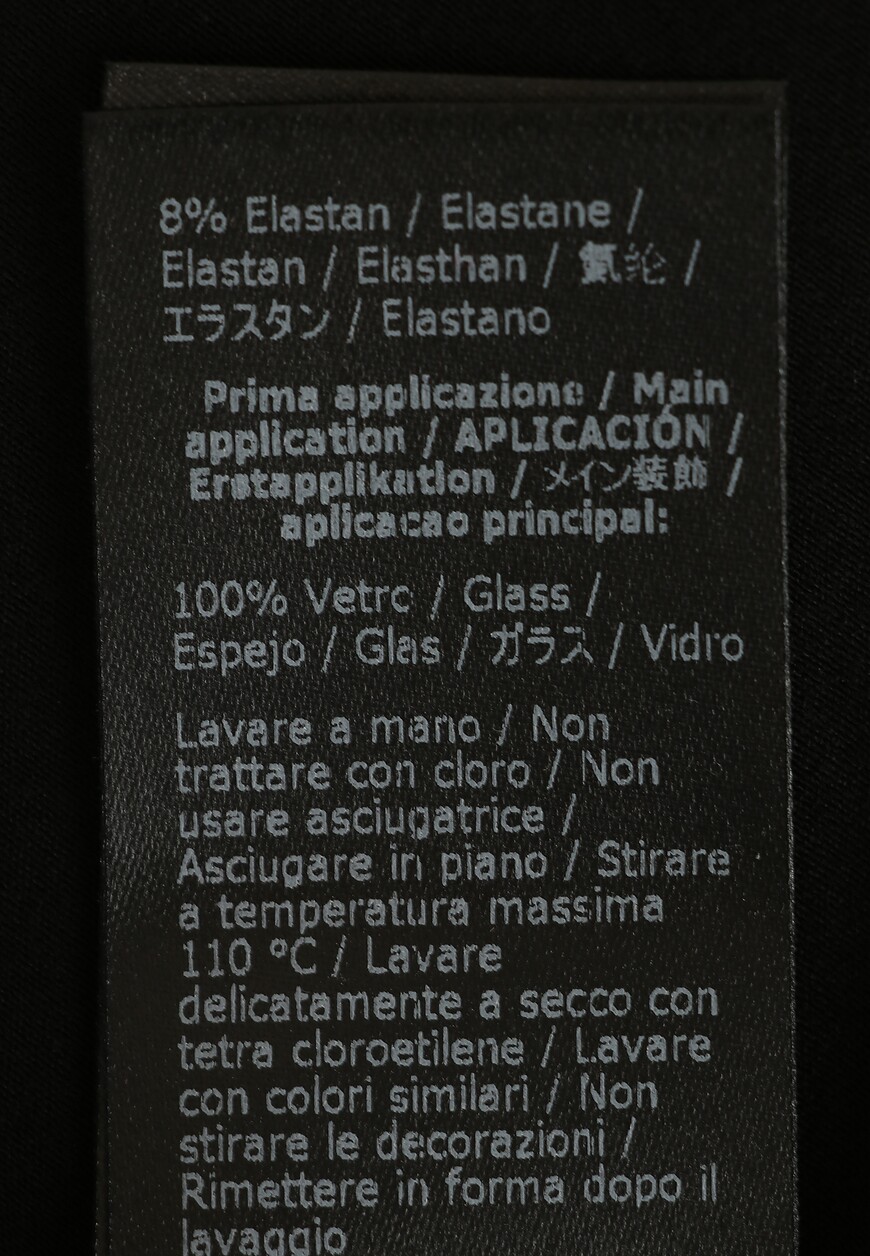 8% Elastan / Elastane /
Elastan / Elasthan / 氨纶 /
エラスタン / Elastano
Prima applicazione / Main
application / APLICACIÓN /
Erstapplikation / メイン装飾 /
aplicacao principal:
100% Vetro / Glass /
Espejo / Glas / ガラス / Vidro
Lavare a mano / Non
trattare con cloro / Non
usare asciugatrice /
Asciugare in piano / Stirare
a temperatura massima
110 °C / Lavare
delicatamente a secco con
tetra cloroetilene / Lavare
con colori similari / Non
stirare le decorazioni /
Rimettere in forma dopo il
lavaggio